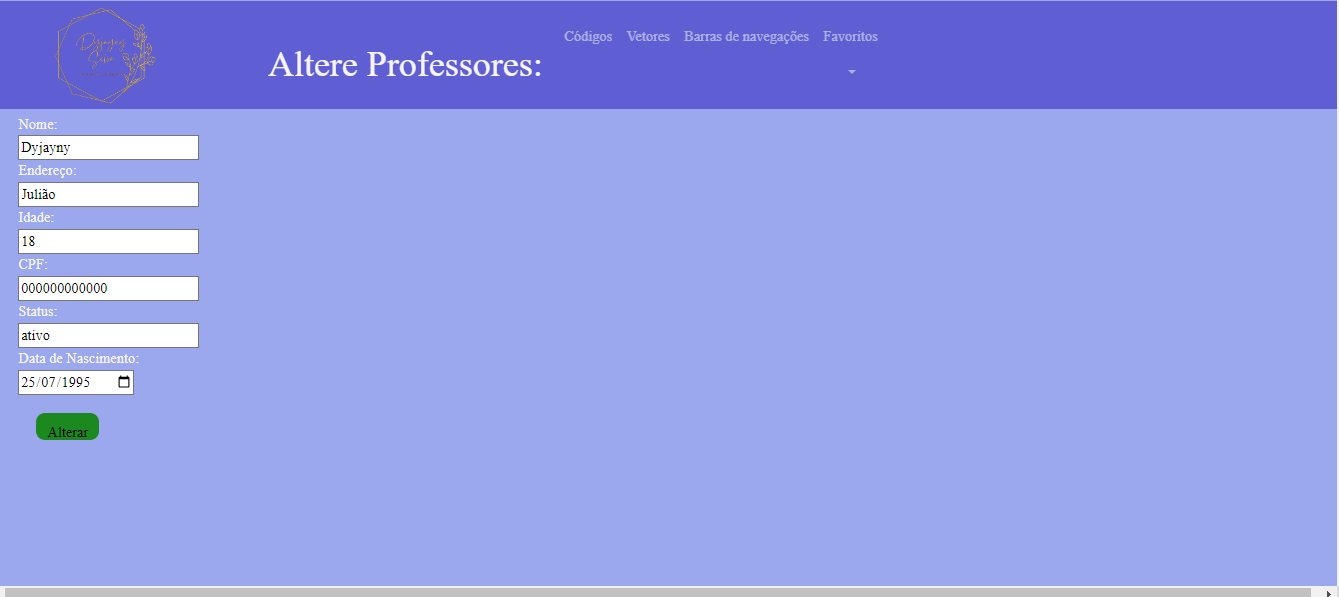 Códigos Vetores Barras de navegações Favoritos
Altere Professores:
Nome:
Dyjayny
Endereço:
Julião
Idade:
18
CPF:
000000000000
Status:
ativo
Data de Nascimento:
25/07/1995
Alterar